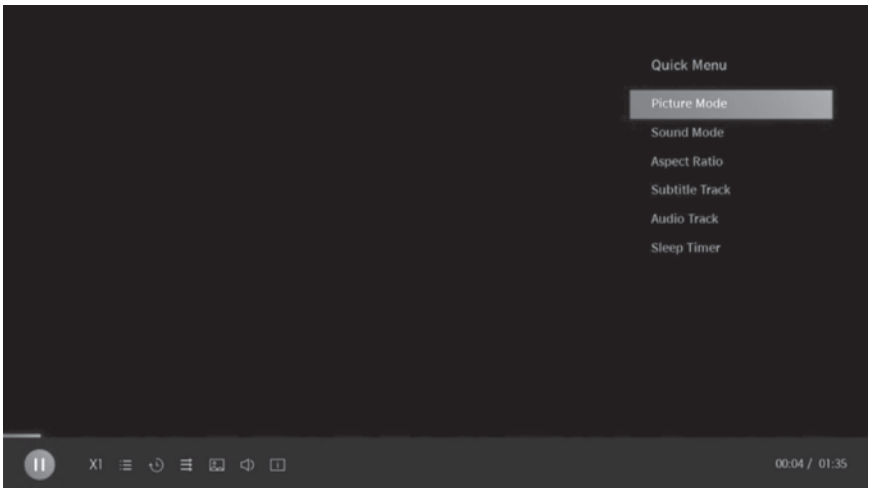 Quick Menu
Picture Mode
Sound Mode
Aspect Ratio
Subtitle Track
Audio Track
Sleep Timer
X1 00:04 / 01:35